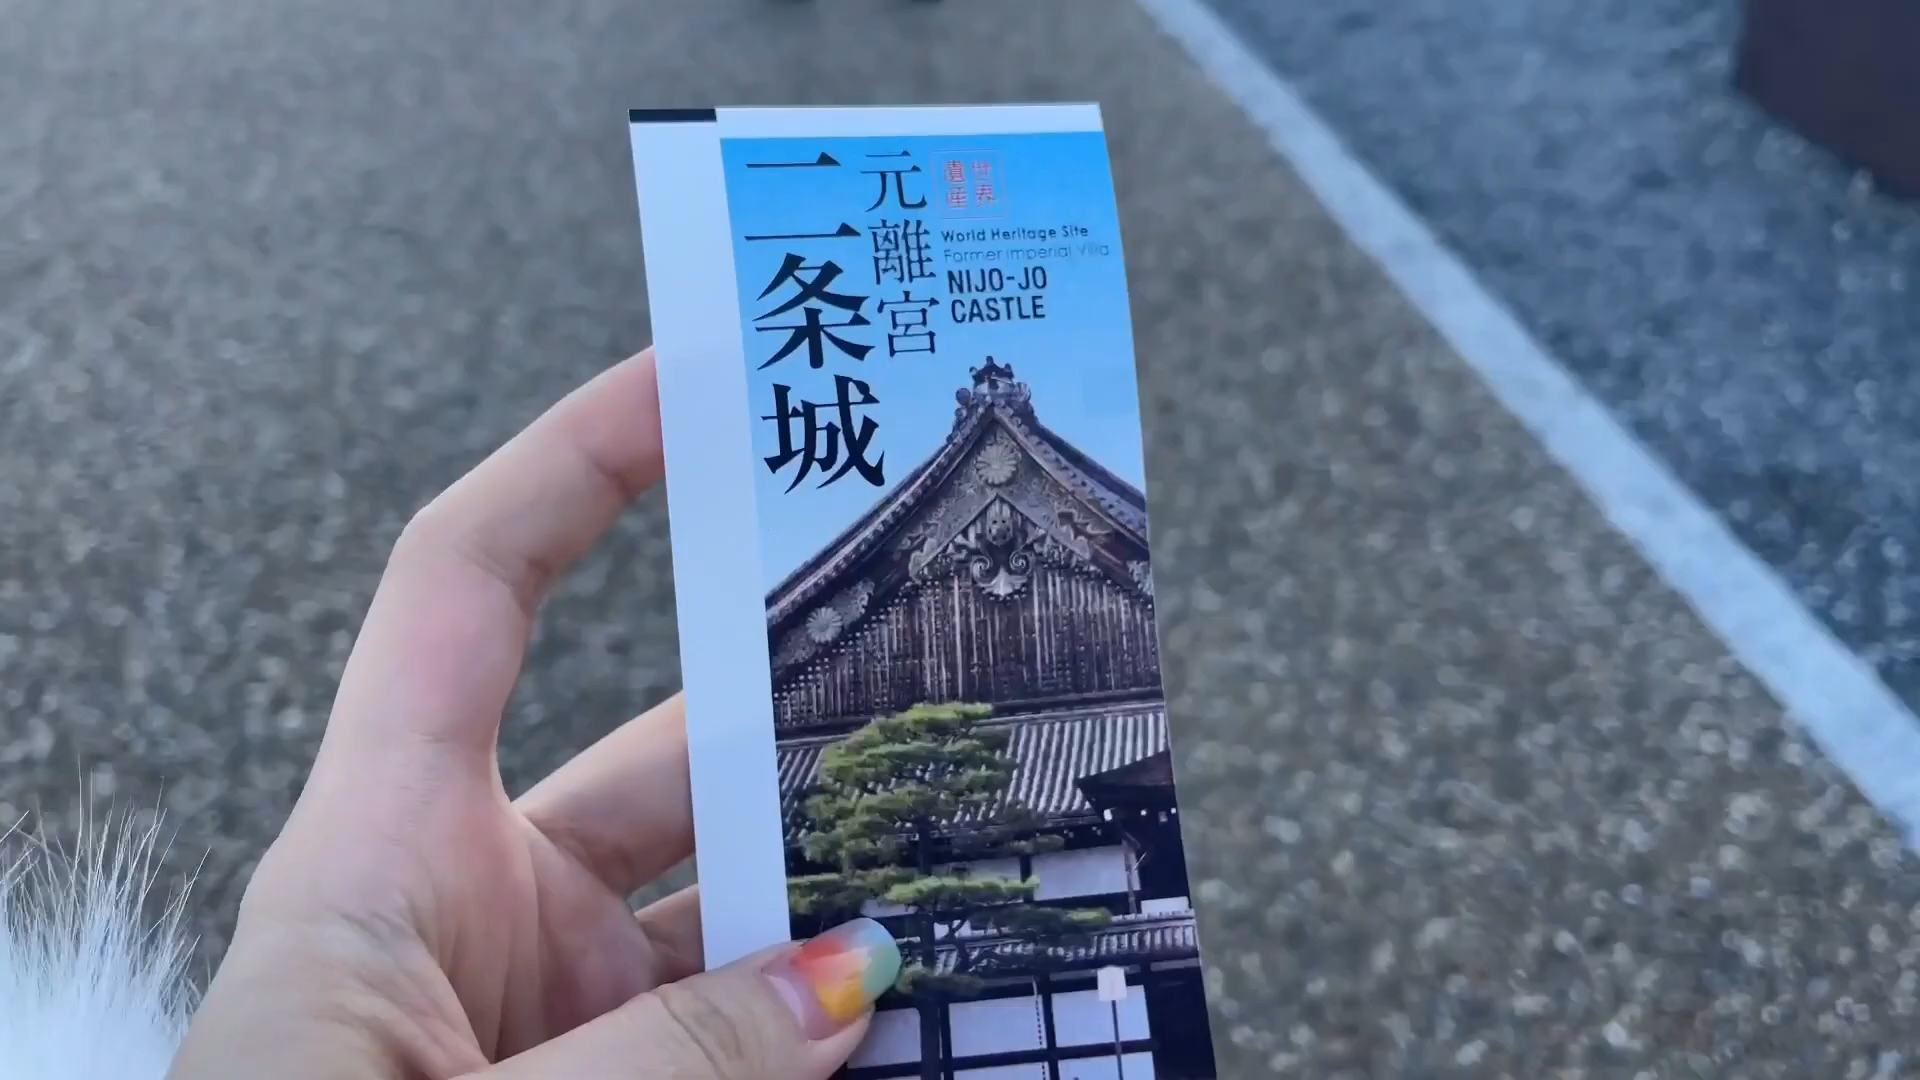 世界
遺産
元離宮
二条城
World Heritage Site
Former Imperial Villa
NIJO-JO
CASTLE